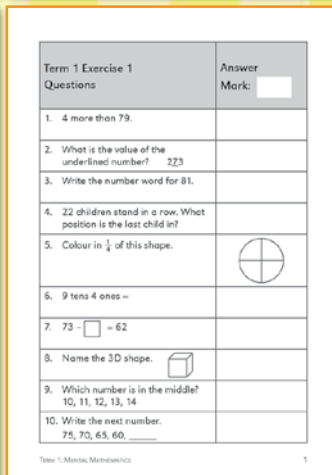 Term 1 Exercise 1
Questions
Answer
Mark:
1. 4 more than 79.
2. What is the value of the
underlined number? 273
3. Write the number word for 81.
4. 22 children stand in a row. What
position is the last child in?
5. Colour in 1/4 of this shape.
6. 9 tens 4 ones =
7. 73 - □ = 62
8. Name the 3D shape.
9. Which number is in the middle?
10, 11, 12, 13, 14
10. Write the next number.
75, 70, 65, 60, ______
Term 1: Mental Mathematics
1